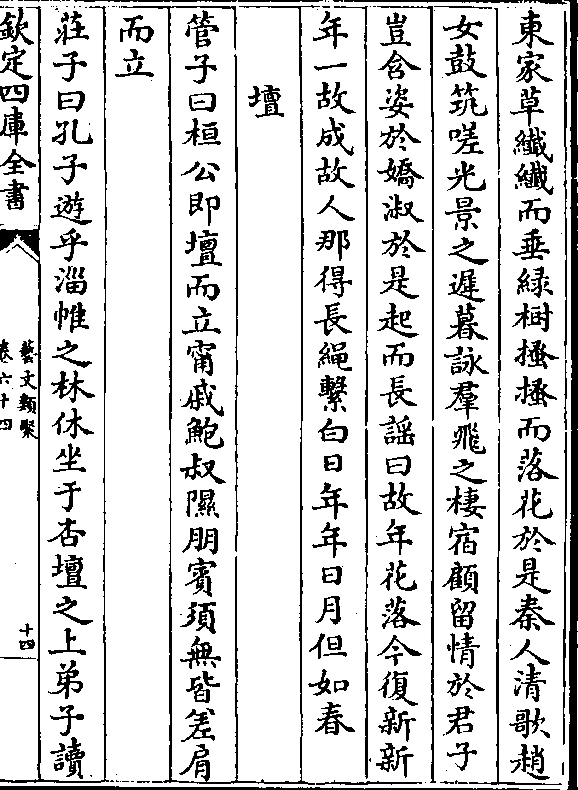 東家草纖纖而垂緑樹搔搔而落花於是秦人清歌趙
女鼓筑嗟光景之遲暮詠羣飛之棲宿顧留情於君子
豈含姿於嬌淑於是起而長謡曰故年花落今復新新
年一故成故人那得長繩繫白日年年日月但如春
壇
管子曰桓公即壇而立甯戚鮑叔隰朋賓須無皆差肩
而立
莊子曰孔子遊乎淄帷之林休坐于杏壇之上弟子讀
欽定四庫全書
藝文類聚
卷六十四
十四